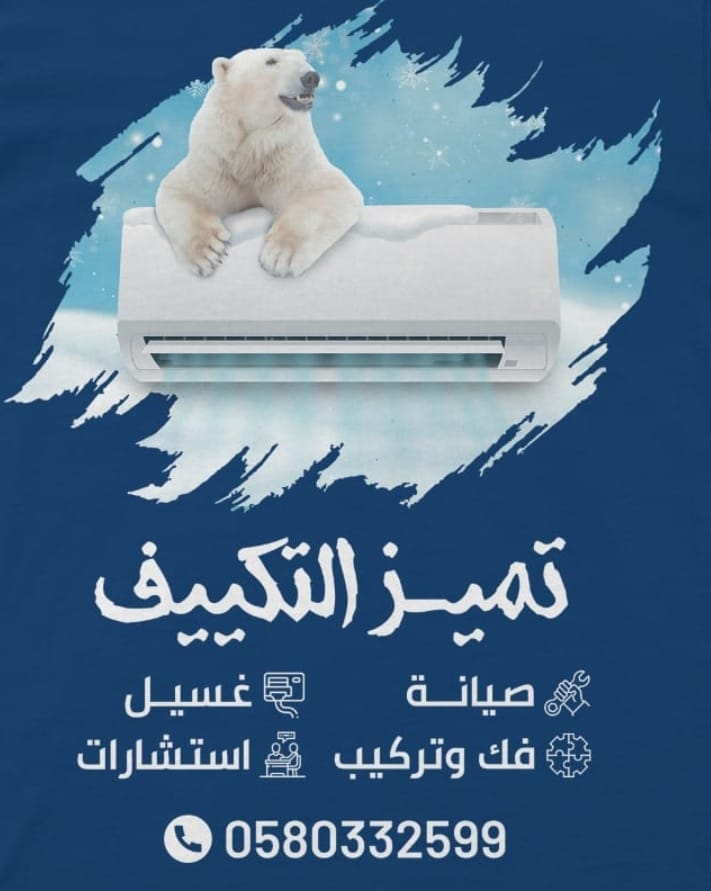 تميز التكييف
صيانة
غسيل
فك وتركيب
استشارات
0580332599